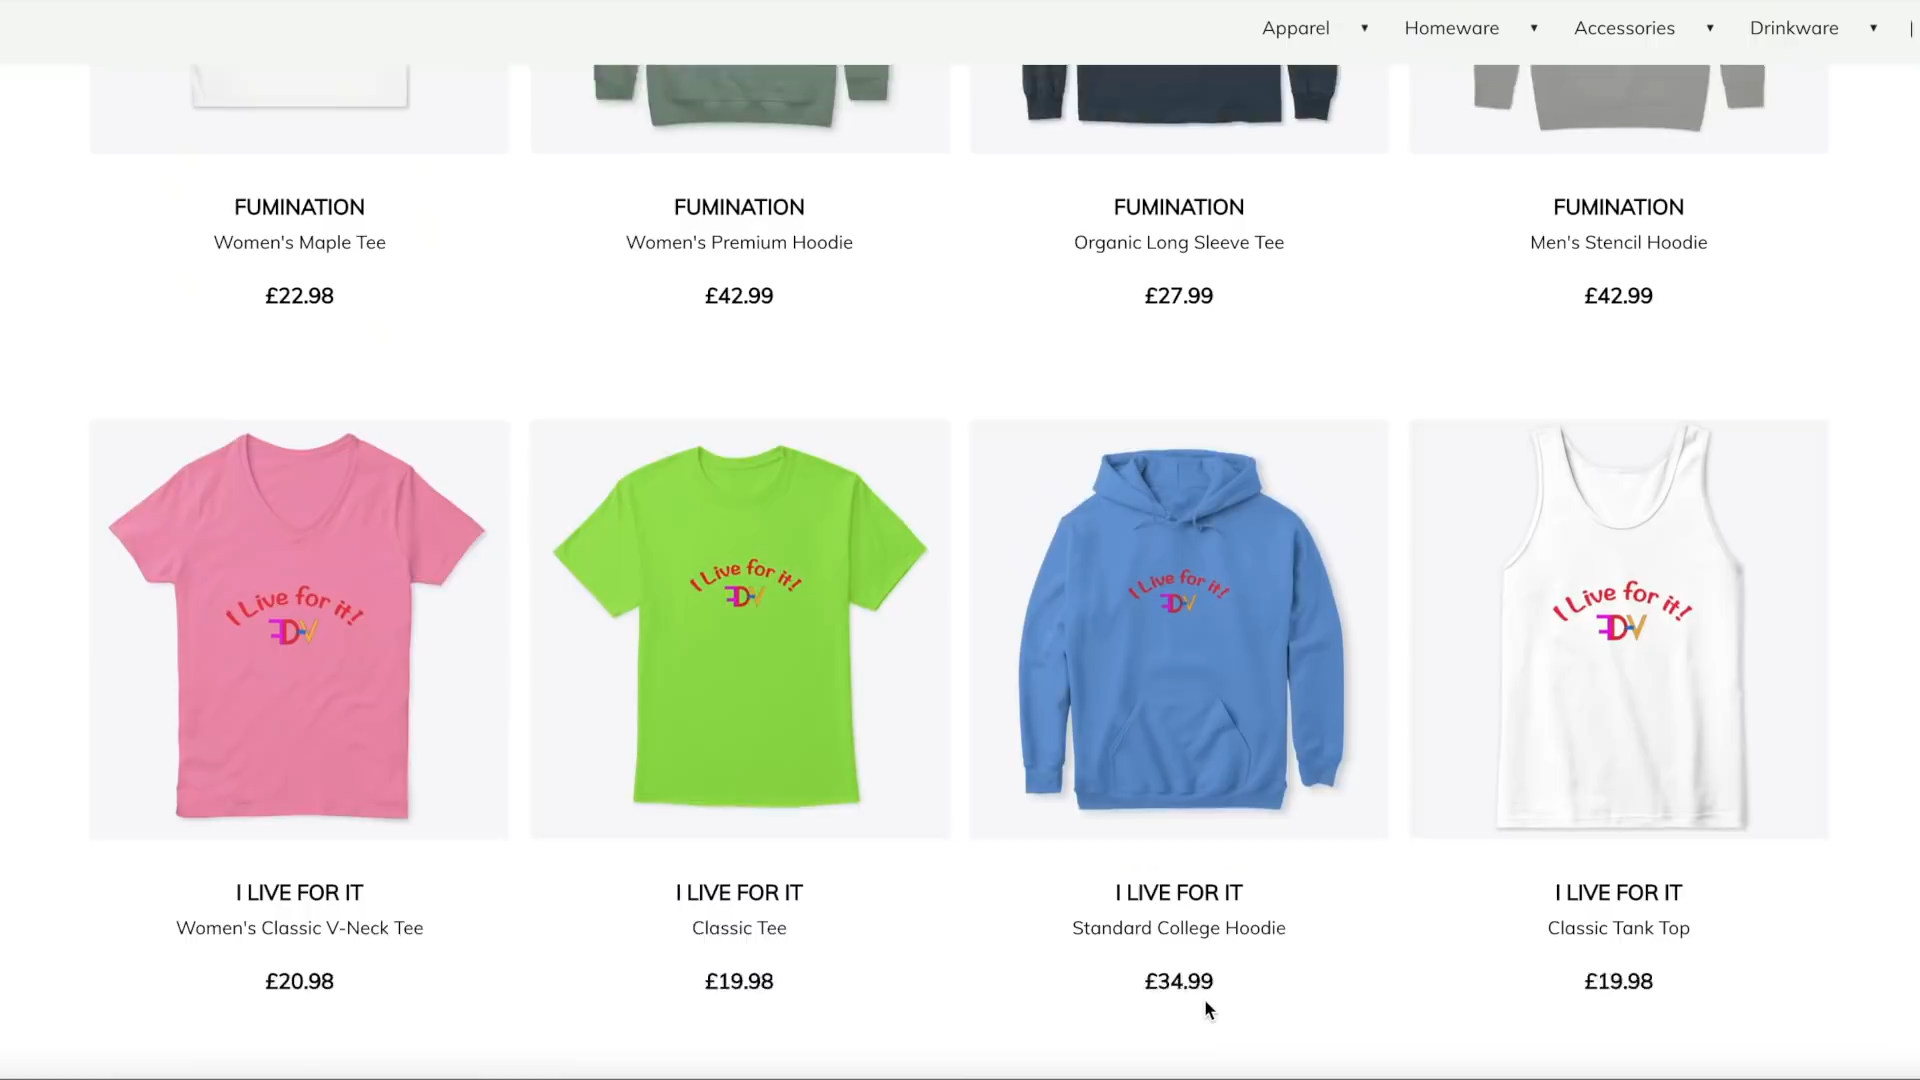 Apparel ▼ Homeware ▼ Accessories ▼ Drinkware ▼
FUMINATION
Women's Maple Tee
£22.98
FUMINATION
Women's Premium Hoodie
£42.99
FUMINATION
Organic Long Sleeve Tee
£27.99
FUMINATION
Men's Stencil Hoodie
£42.99
I Live for it!
I LIVE FOR IT
Women's Classic V-Neck Tee
£20.98
I Live for it!
I LIVE FOR IT
Classic Tee
£19.98
I Live for it!
I LIVE FOR IT
Standard College Hoodie
£34.99
I Live for it!
I LIVE FOR IT
Classic Tank Top
£19.98